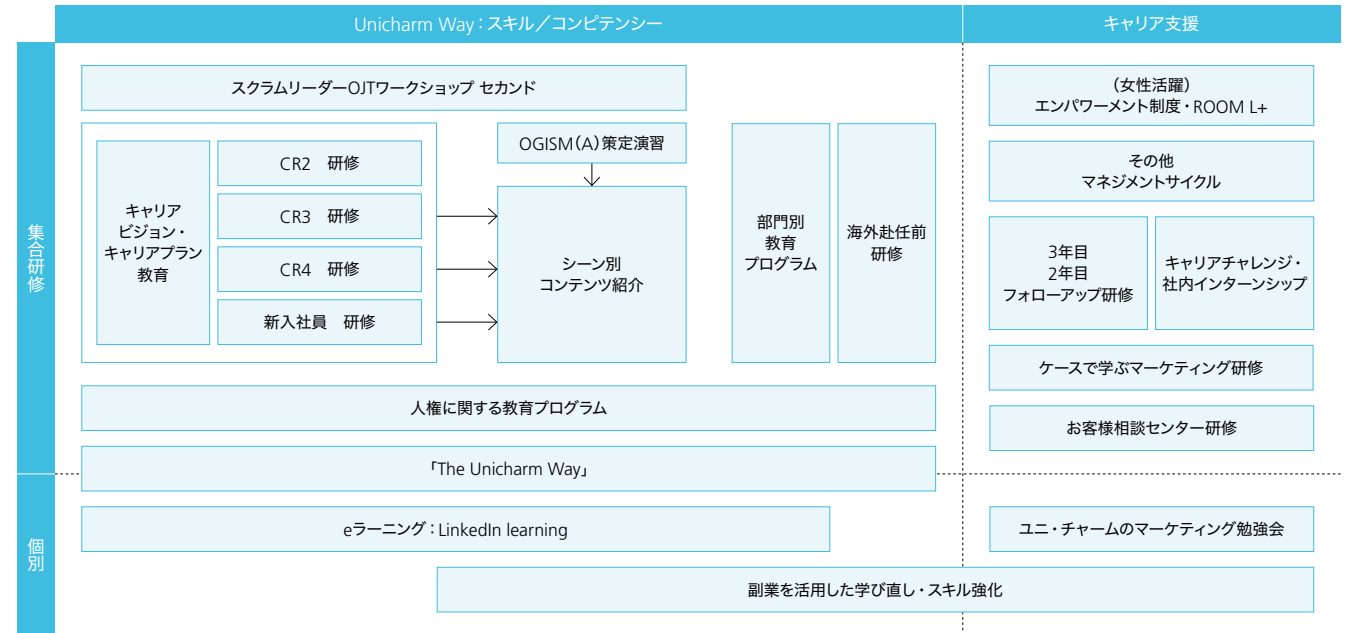 Unicharm Way：スキル／コンピテンシー
キャリア支援
集合研修
スクラムリーダーOJTワークショップ セカンド
キャリア
ビジョン・
キャリアプラン
教育
CR2　研修
CR3　研修
CR4　研修
新入社員　研修
OGISM（A）策定演習
シーン別
コンテンツ紹介
部門別
教育
プログラム
海外赴任前
研修
人権に関する教育プログラム
「The Unicharm Way」
（女性活躍）
エンパワーメント制度・ROOM L+
その他
マネジメントサイクル
3年目
2年目
フォローアップ研修
キャリアチャレンジ・
社内インターンシップ
ケースで学ぶマーケティング研修
お客様相談センター研修
個別
eラーニング：LinkedIn learning
ユニ・チャームのマーケティング勉強会
副業を活用した学び直し・スキル強化